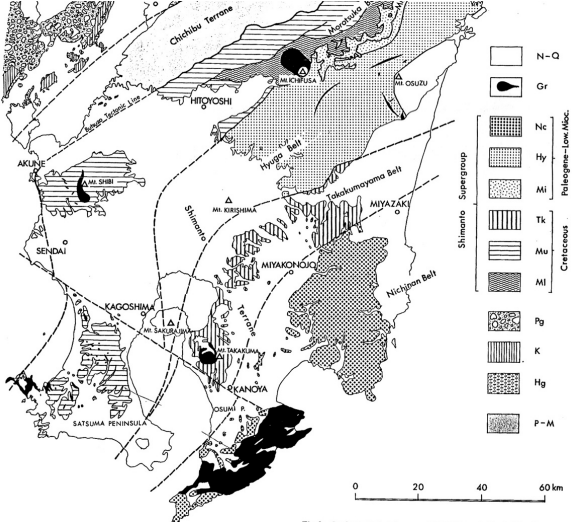 Chichibu Terrane
Morotsuka
MT. ICHIFUSA
MT. OSUZU
HITOYOSHI
Butsuzo Tectonic Line
AKUNE
MT. SHIBI
Hyuga Belt
Takakumayama Belt
MT. KIRISHIMA
MIYAZAKI
Shimanto
SENDAI
MIYAKONOJO
Nichinan Belt
KAGOSHIMA
MT. SAKURAJIMA
Terrane
MT. TAKAKUMA
KANOYA
OSUMI P.
SATSUMA PENINSULA
N-Q
Gr
Nc
Hy
Mi
Tk
Mu
Ml
Shimanto Supergroup
Paleogene-Low. Mioc.
Cretaceous
Pg
K
Hg
P-M
0 20 40 60 km